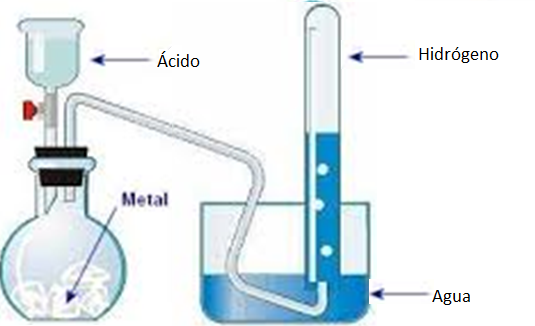 Ácido
Hidrógeno
Metal
Agua